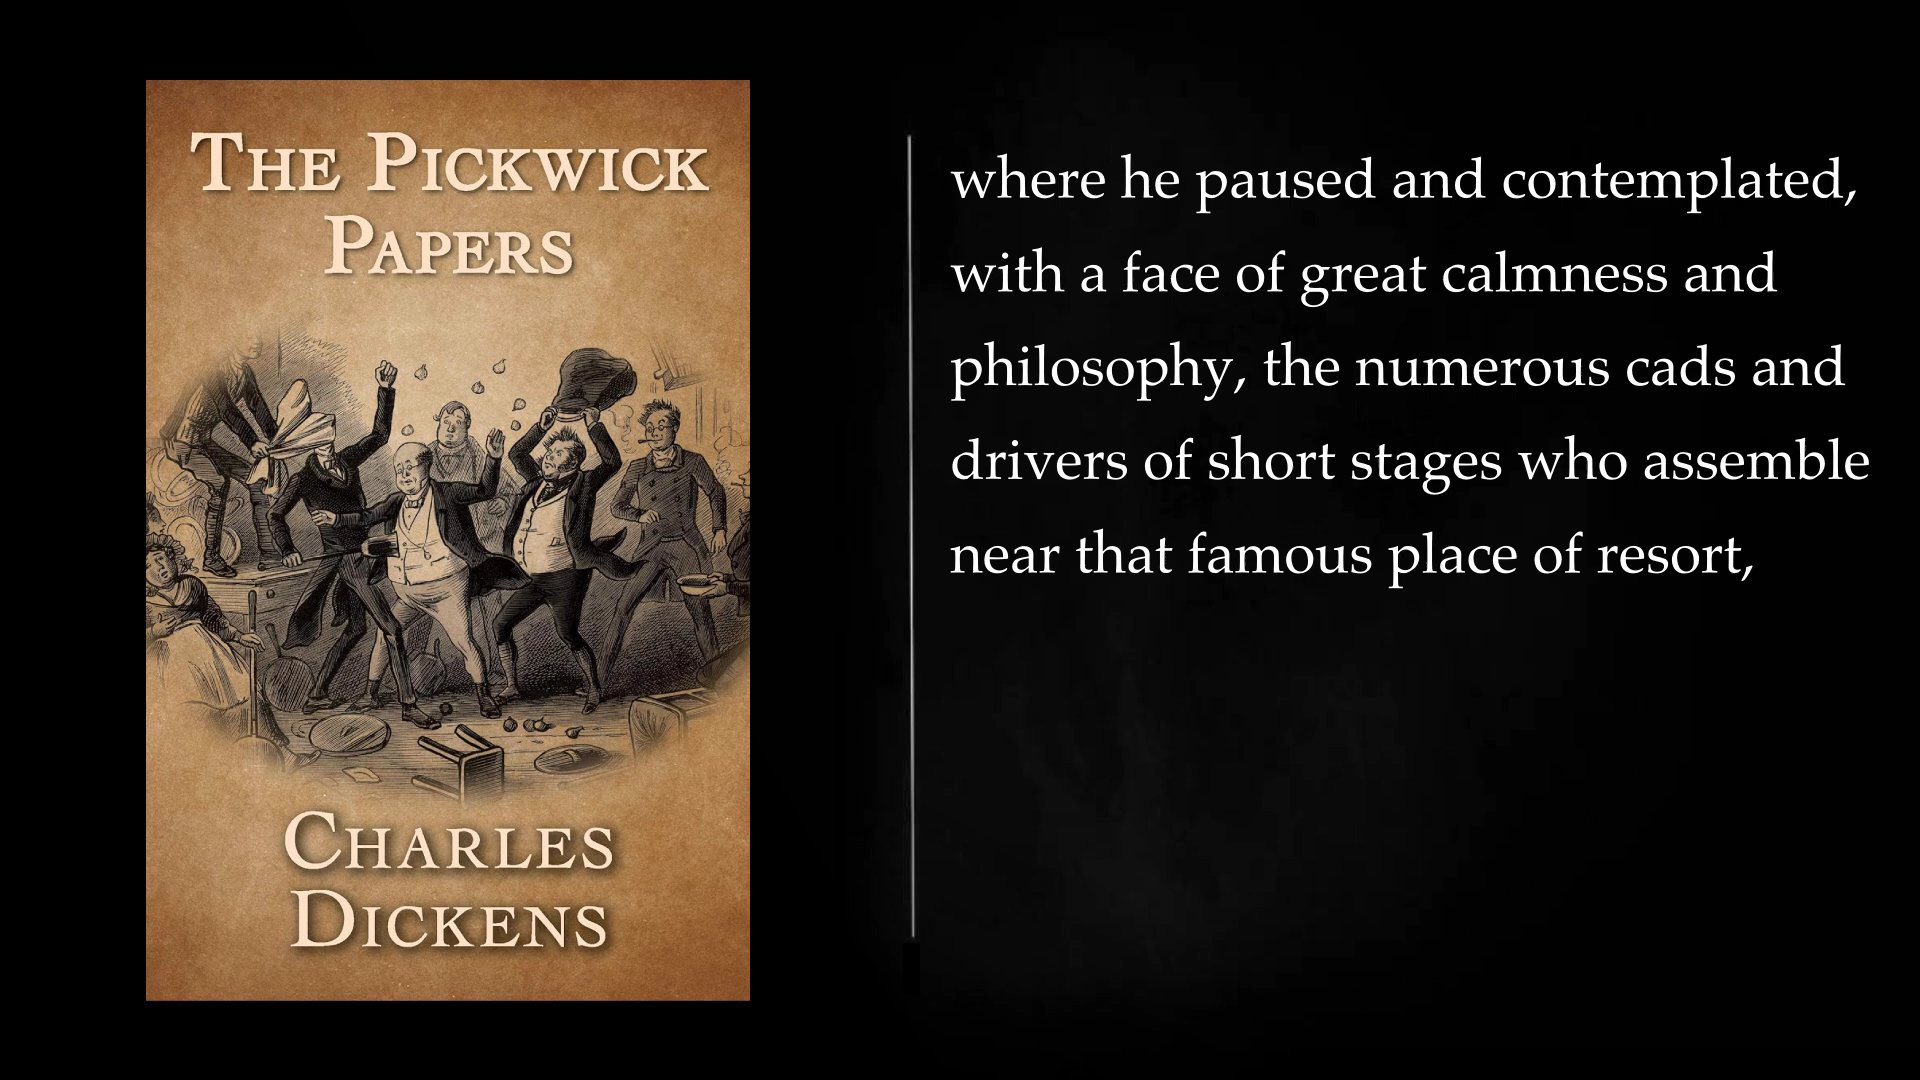 The Pickwick
Papers
Charles
Dickens
where he paused and contemplated,
with a face of great calmness and
philosophy, the numerous cads and
drivers of short stages who assemble
near that famous place of resort,